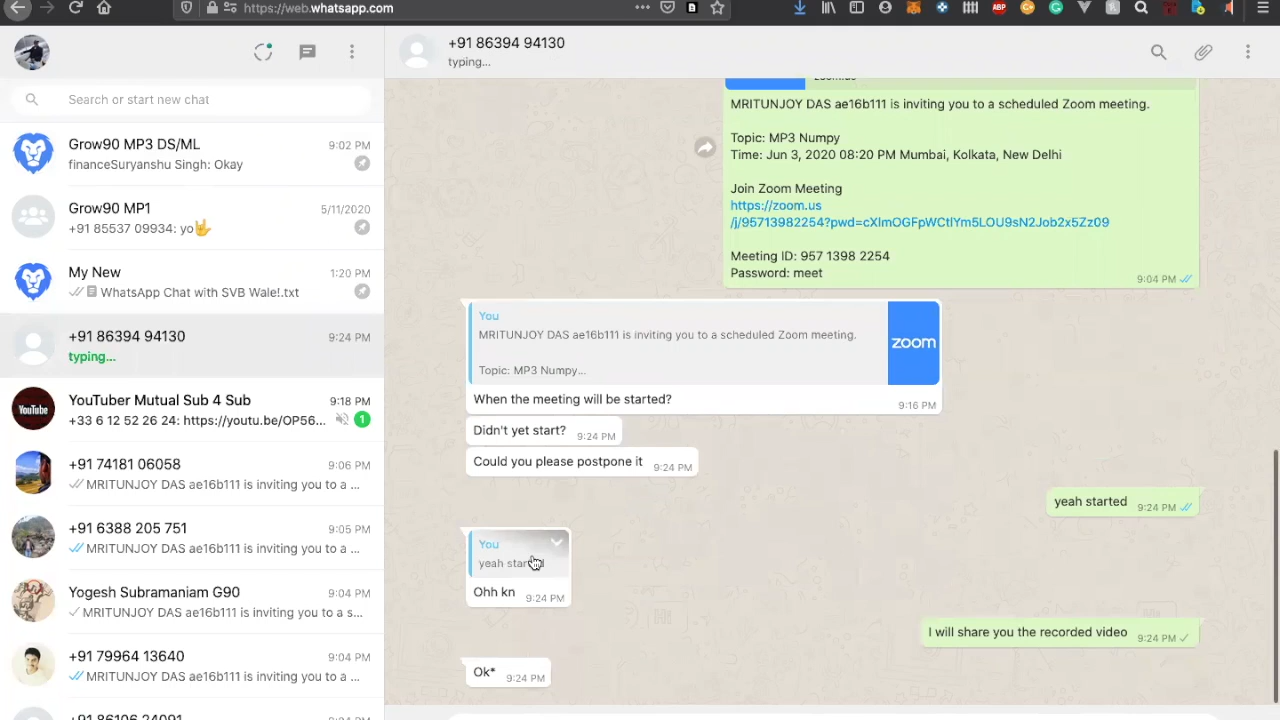 https://web.whatsapp.com
ABP
Search or start new chat
Grow90 MP3 DS/ML
9:02 PM
financeSuryanshu Singh: Okay
Grow90 MP1
5/11/2020
+91 85537 09934: yo🤟
My New
1:20 PM
WhatsApp Chat with SVB Wale!.txt
+91 86394 94130
9:24 PM
typing...
YouTube
YouTuber Mutual Sub 4 Sub
9:18 PM
+33 6 12 52 26 24: https://youtu.be/OP56...
1
+91 74181 06058
9:06 PM
MRITUNJOY DAS ae16b111 is inviting you to a ...
+91 6388 205 751
9:05 PM
MRITUNJOY DAS ae16b111 is inviting you to a ...
Yogesh Subramaniam G90
9:04 PM
MRITUNJOY DAS ae16b111 is inviting you to a s...
+91 79964 13640
9:04 PM
MRITUNJOY DAS ae16b111 is inviting you to a ...
+91 86106 24091
+91 86394 94130
typing...
zoom.us
MRITUNJOY DAS ae16b111 is inviting you to a scheduled Zoom meeting.
Topic: MP3 Numpy
Time: Jun 3, 2020 08:20 PM Mumbai, Kolkata, New Delhi
Join Zoom Meeting
https://zoom.us
/j/95713982254?pwd=cXlmOGFpWCtlYm5LOU9sN2Job2x5Zz09
Meeting ID: 957 1398 2254
Password: meet
9:04 PM
You
MRITUNJOY DAS ae16b111 is inviting you to a scheduled Zoom meeting.
Topic: MP3 Numpy...
zoom
When the meeting will be started?
9:16 PM
Didn't yet start?
9:24 PM
Could you please postpone it
9:24 PM
yeah started
9:24 PM
You
yeah started
Ohh kn
9:24 PM
I will share you the recorded video
9:24 PM
Ok*
9:24 PM